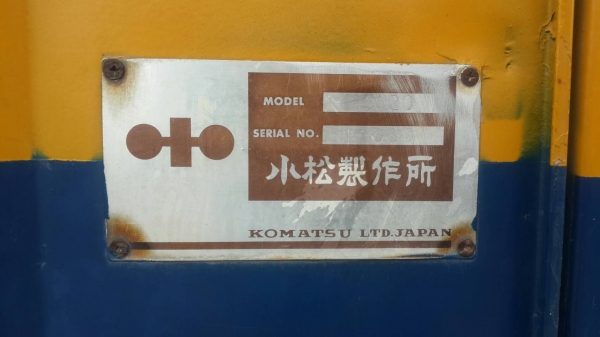 MODEL
SERIAL NO.
小松製作所
KOMATSU LTD. JAPAN